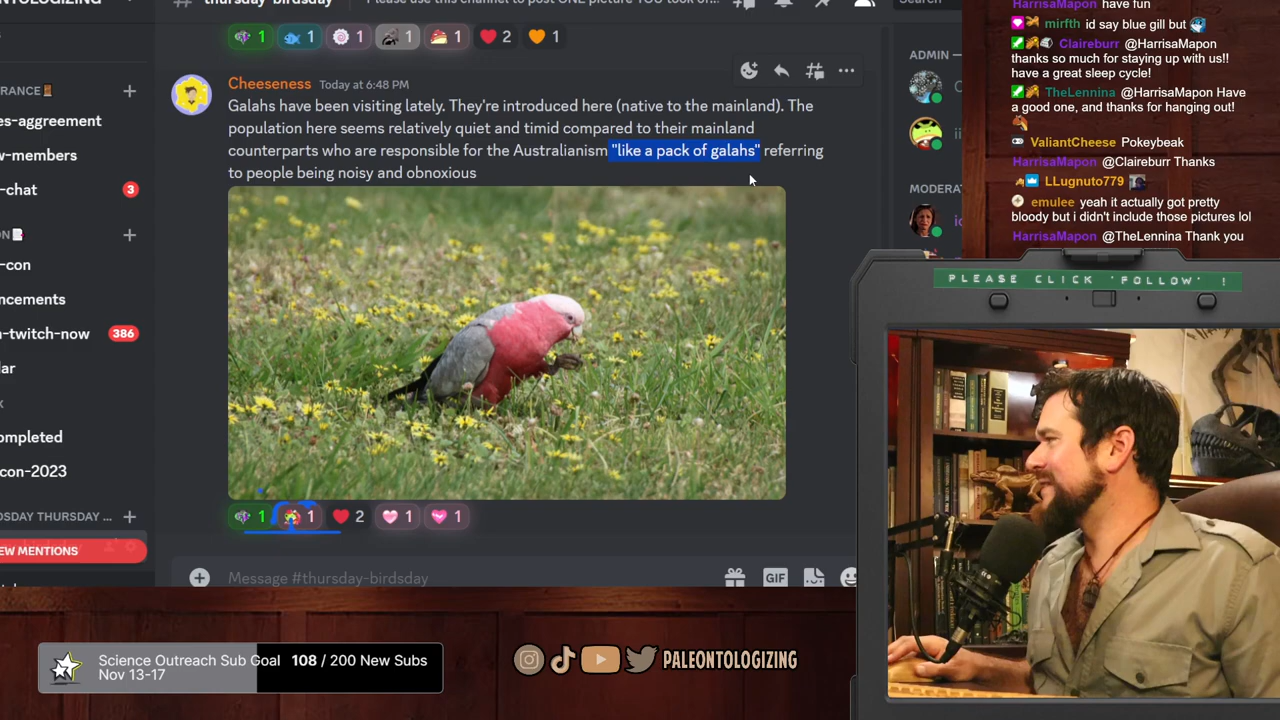 thursday-birdsday
Please use this channel to post ONE picture YOU took of...
Search
1 1 1 1 1 2 1
RANCE
es-agreement
w-members
-chat
3
ON
-con
ncements
-twitch-now
386
dar
ompleted
con-2023
DSDAY THURSDAY ...
EW MENTIONS
Cheeseness Today at 6:48 PM
Galahs have been visiting lately. They're introduced here (native to the mainland). The
population here seems relatively quiet and timid compared to their mainland
counterparts who are responsible for the Australianism "like a pack of galahs" referring
to people being noisy and obnoxious
1 1 2 1 1
Message #thursday-birdsday
GIF
ADMIN —
MODERA
HarrisaMapon have fun
mirfth id say blue gill but
Claireburr @HarrisaMapon
thanks so much for staying up with us!!
have a great sleep cycle!
TheLennina @HarrisaMapon Have
a good one, and thanks for hanging out!
ValiantCheese Pokeybeak
HarrisaMapon @Claireburr Thanks
LLugnuto779
emulee yeah it actually got pretty
bloody but i didn't include those pictures lol
HarrisaMapon @TheLennina Thank you
PLEASE CLICK 'FOLLOW' !
Science Outreach Sub Goal 108 / 200 New Subs
Nov 13-17
PALEONTOLOGIZING